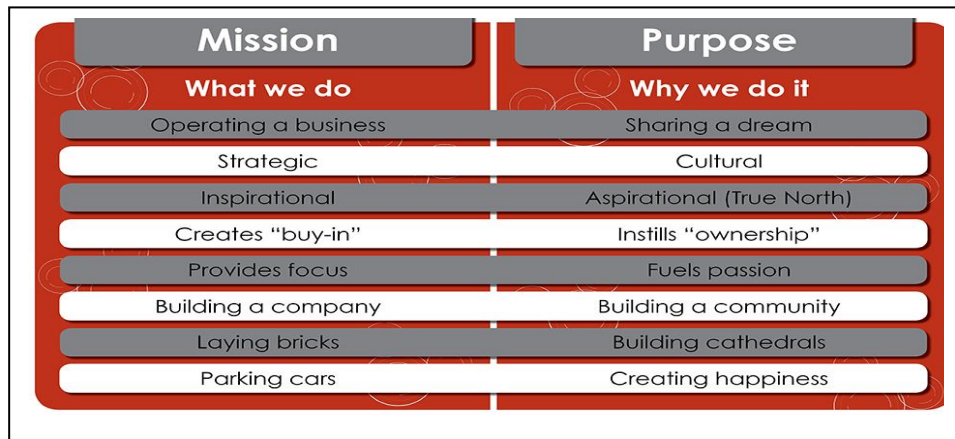 Mission Purpose
What we do Why we do it
Operating a business Sharing a dream
Strategic Cultural
Inspirational Aspirational (True North)
Creates “buy-in” Instills “ownership”
Provides focus Fuels passion
Building a company Building a community
Laying bricks Building cathedrals
Parking cars Creating happiness